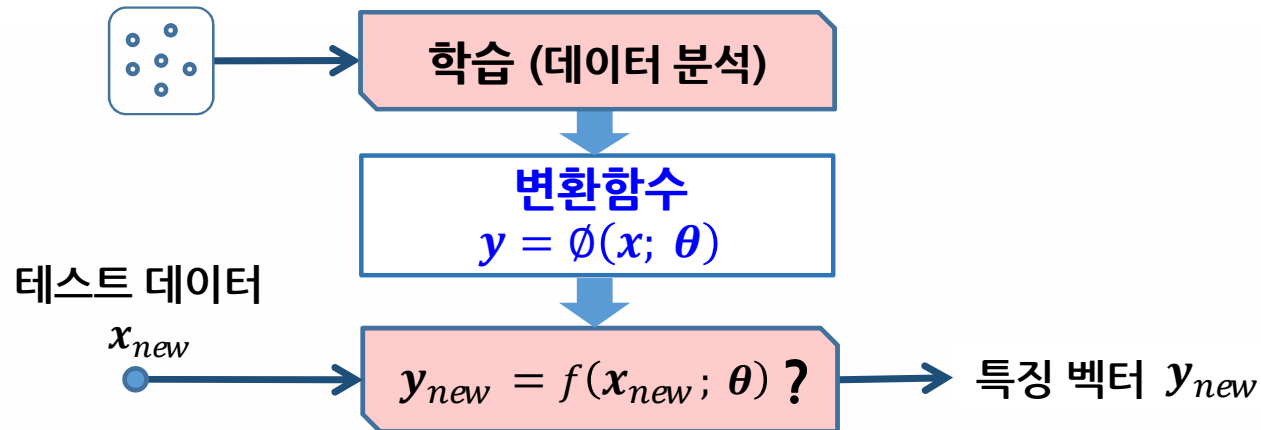 학습 (데이터 분석)
변환함수
y = ∅(x; θ)
테스트 데이터
x_new
y_new = f(x_new; θ) ?
특징 벡터 y_new